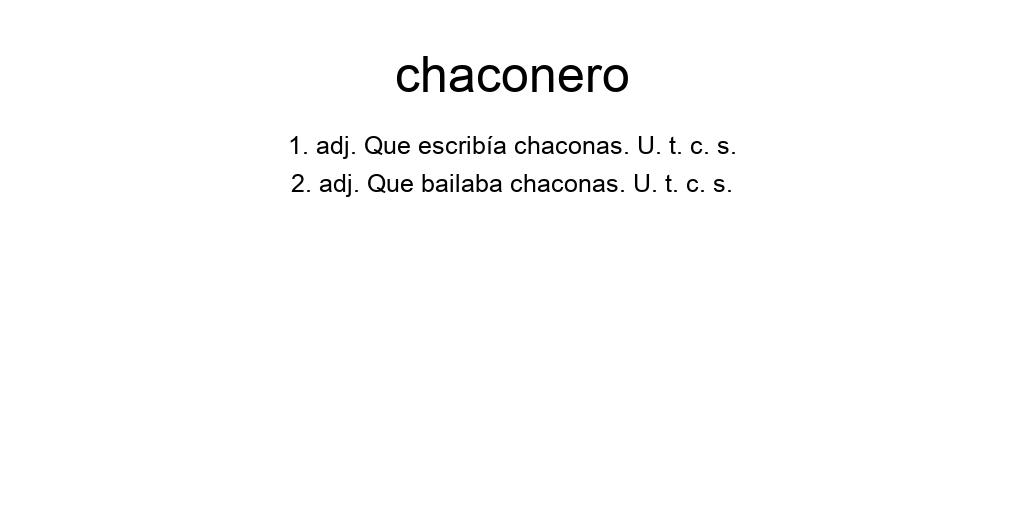 chaconero
1. adj. Que escribía chaconas. U. t. c. s.
2. adj. Que bailaba chaconas. U. t. c. s.